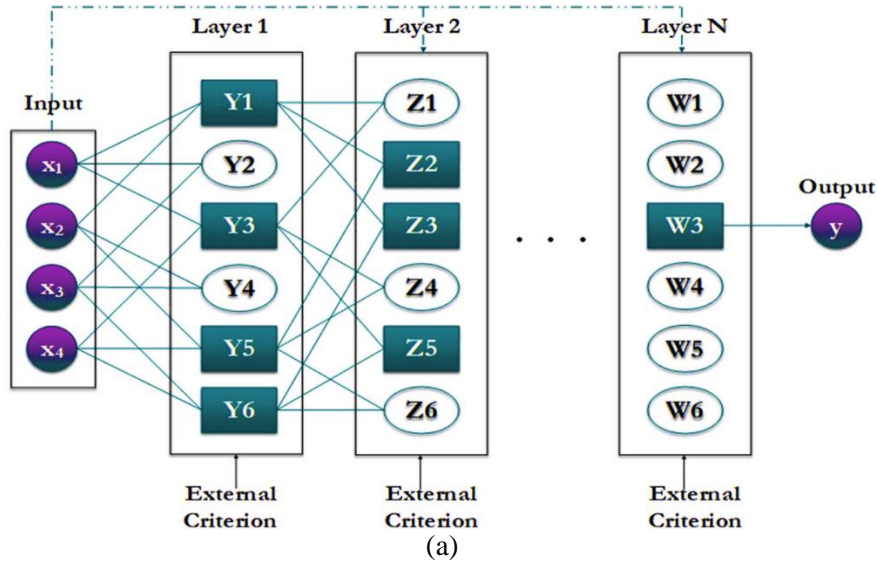 Layer 1
Layer 2
Layer N
Input
Output
x1
x2
x3
x4
Y1
Y2
Y3
Y4
Y5
Y6
Z1
Z2
Z3
Z4
Z5
Z6
. . .
W1
W2
W3
W4
W5
W6
y
External
Criterion
External
Criterion
External
Criterion
(a)